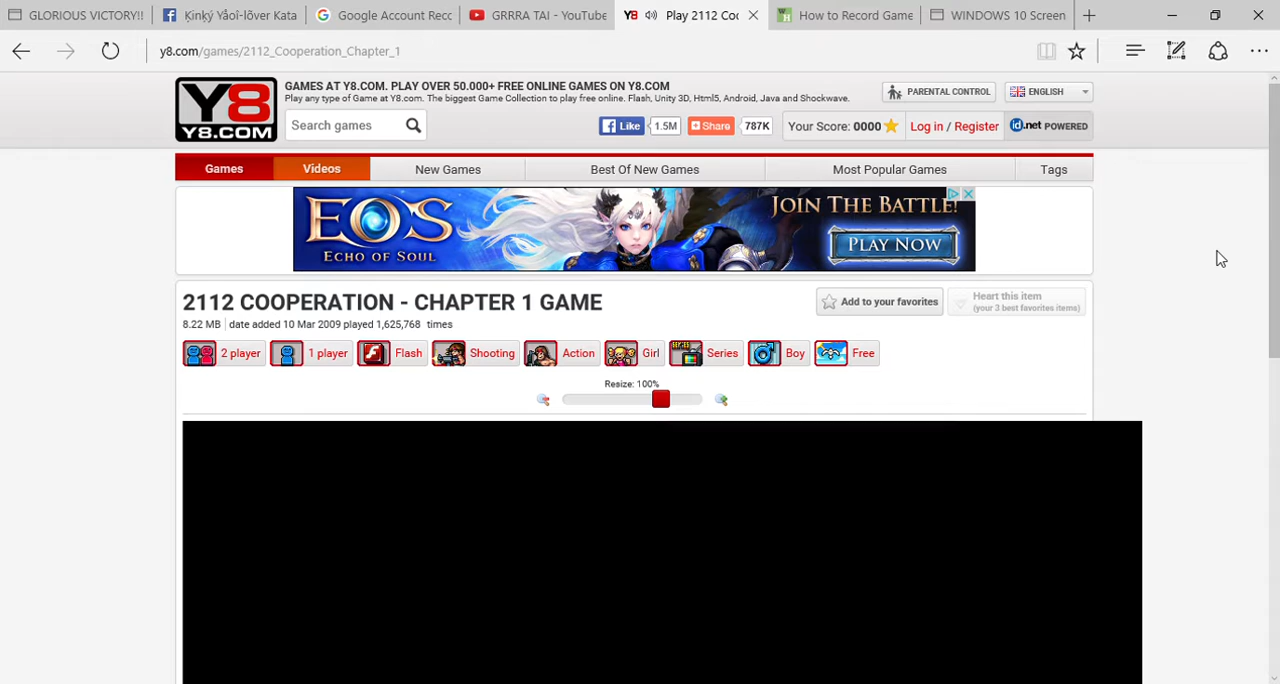 GLORIOUS VICTORY!!
Ķinķý Ýåoî-lõver Kata
Google Account Recc
GRRRA TAI - YouTube
Y8 Play 2112 Coo
How to Record Game
WINDOWS 10 Screen
y8.com/games/2112_Cooperation_Chapter_1
Y8
Y8.COM
GAMES AT Y8.COM. PLAY OVER 50.000+ FREE ONLINE GAMES ON Y8.COM
Play any type of Game at Y8.com. The biggest Game Collection to play free online. Flash, Unity 3D, Html5, Android, Java and Shockwave.
PARENTAL CONTROL
ENGLISH
Search games
Like 1.5M
Share 787K
Your Score: 0000
Log in / Register
id.net POWERED
Games
Videos
New Games
Best Of New Games
Most Popular Games
Tags
EOS
ECHO OF SOUL
JOIN THE BATTLE!
PLAY NOW
2112 COOPERATION - CHAPTER 1 GAME
8.22 MB date added 10 Mar 2009 played 1,625,768 times
Add to your favorites
Heart this item
(your 3 best favorites items)
2 player
1 player
Flash
Shooting
Action
Girl
Series
Boy
Free
Resize: 100%